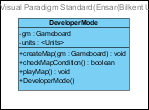 Visual Paradigm Standard(Ensar(Bilkent U
DeveloperMode
-gm : Gameboard
-units : <Units>
+createMap(gm : Gameboard) : void
+checkMapCondition() : boolean
+playMap() : void
+DeveloperMode()